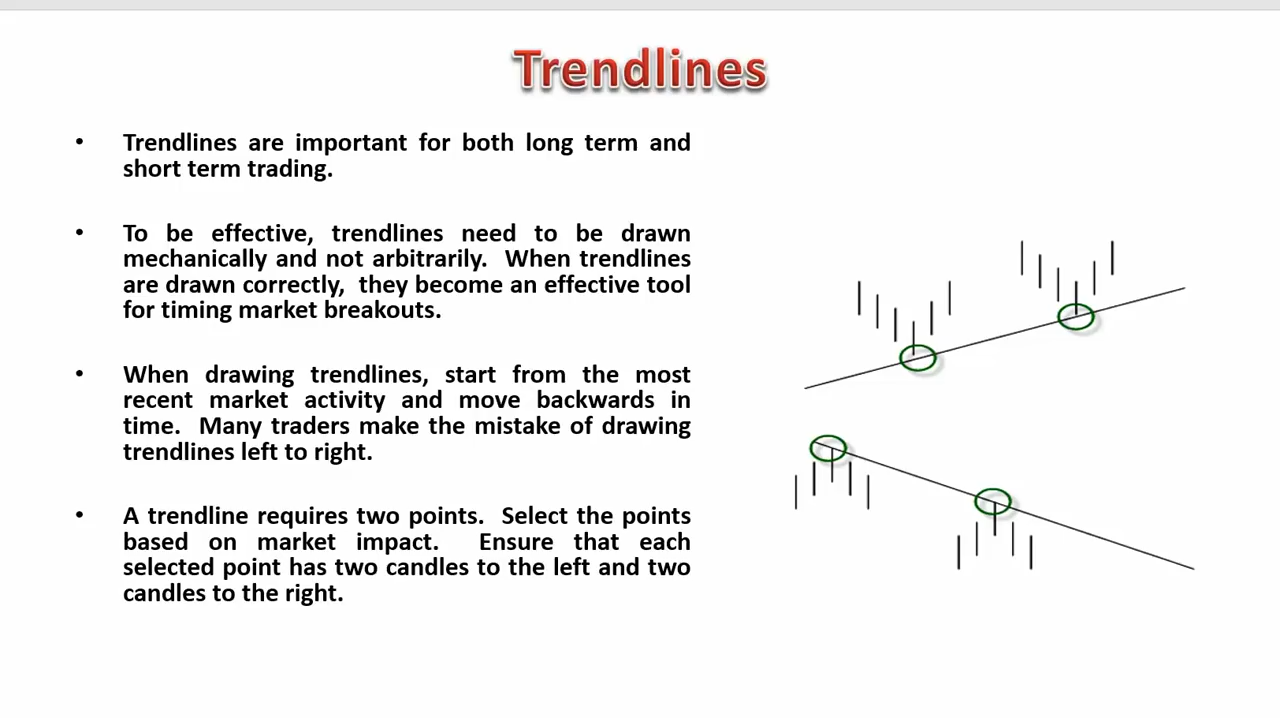 Trendlines
• Trendlines are important for both long term and
short term trading.
• To be effective, trendlines need to be drawn
mechanically and not arbitrarily.  When trendlines
are drawn correctly,  they become an effective tool
for timing market breakouts.
• When drawing trendlines, start from the most
recent market activity and move backwards in
time.  Many traders make the mistake of drawing
trendlines left to right.
• A trendline requires two points.  Select the points
based on market impact.  Ensure that each
selected point has two candles to the left and two
candles to the right.